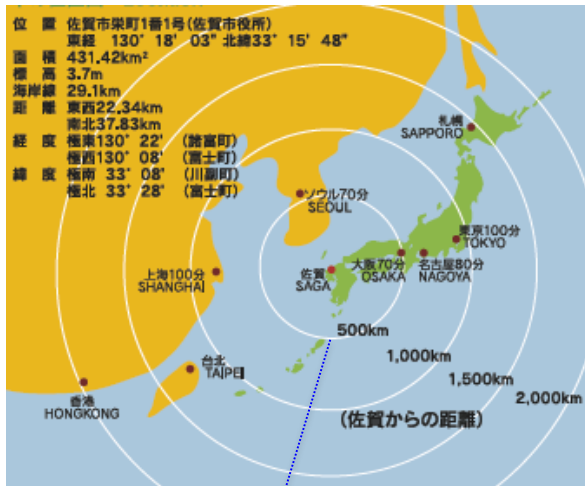 位　置　佐賀市栄町1番1号(佐賀市役所)
東経　130°18′03″北緯33°15′48″
面　積　431.42km²
標　高　3.7m
海岸線　29.1km
距　離　東西22.34km
南北37.83km
経　度　極東130°22′（諸富町）
極西130°08′（富士町）
緯　度　極南　33°08′（川副町）
極北　33°28′（富士町）
札幌
SAPPORO
ソウル70分
SEOUL
東京100分
TOKYO
大阪70分
OSAKA
名古屋80分
NAGOYA
上海100分
SHANGHAI
佐賀
SAGA
500km
台北
TAIPEI
1,000km
1,500km
2,000km
香港
HONGKONG
（佐賀からの距離）